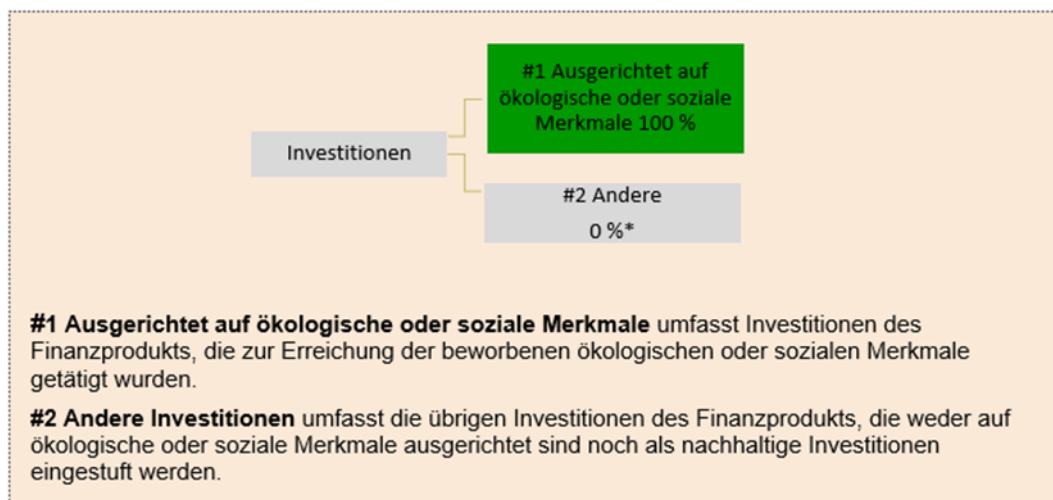 #1 Ausgerichtet auf
ökologische oder soziale
Merkmale 100 %
Investitionen
#2 Andere
0 %*
#1 Ausgerichtet auf ökologische oder soziale Merkmale umfasst Investitionen des
Finanzprodukts, die zur Erreichung der beworbenen ökologischen oder sozialen Merkmale
getätigt wurden.
#2 Andere Investitionen umfasst die übrigen Investitionen des Finanzprodukts, die weder auf
ökologische oder soziale Merkmale ausgerichtet sind noch als nachhaltige Investitionen
eingestuft werden.